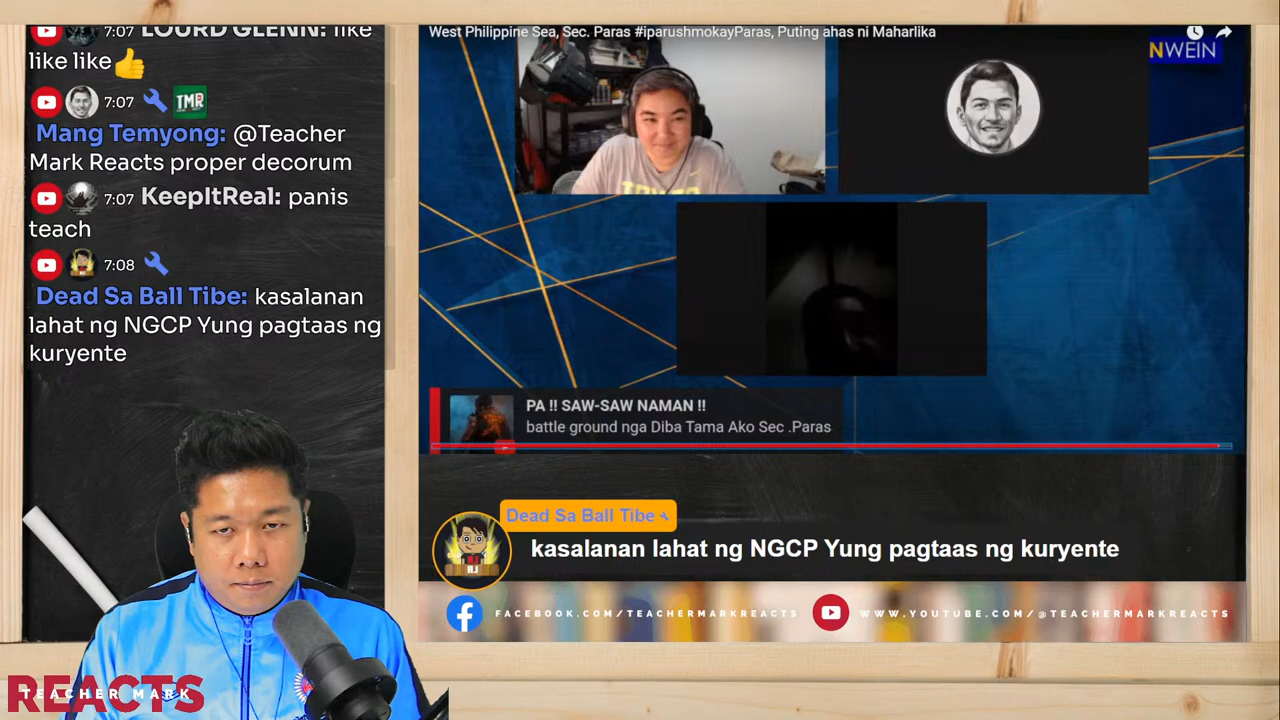 7:07 LOURD GLENN: like
like like
7:07 TMR
Mang Temyong: @Teacher
Mark Reacts proper decorum
7:07 KeepItReal: panis
teach
7:08
Dead Sa Ball Tibe: kasalanan
lahat ng NGCP Yung pagtaas ng
kuryente
West Philippine Sea, Sec. Paras #iparushmokayParas, Puting ahas ni Maharlika
NWEIN
PA !! SAW-SAW NAMAN !!
battle ground nga Diba Tama Ako Sec .Paras
Dead Sa Ball Tibe
kasalanan lahat ng NGCP Yung pagtaas ng kuryente
FACEBOOK.COM/TEACHERMARKREACTS
WWW.YOUTUBE.COM/@TEACHERMARKREACTS
TEACHER MARK
REACTS